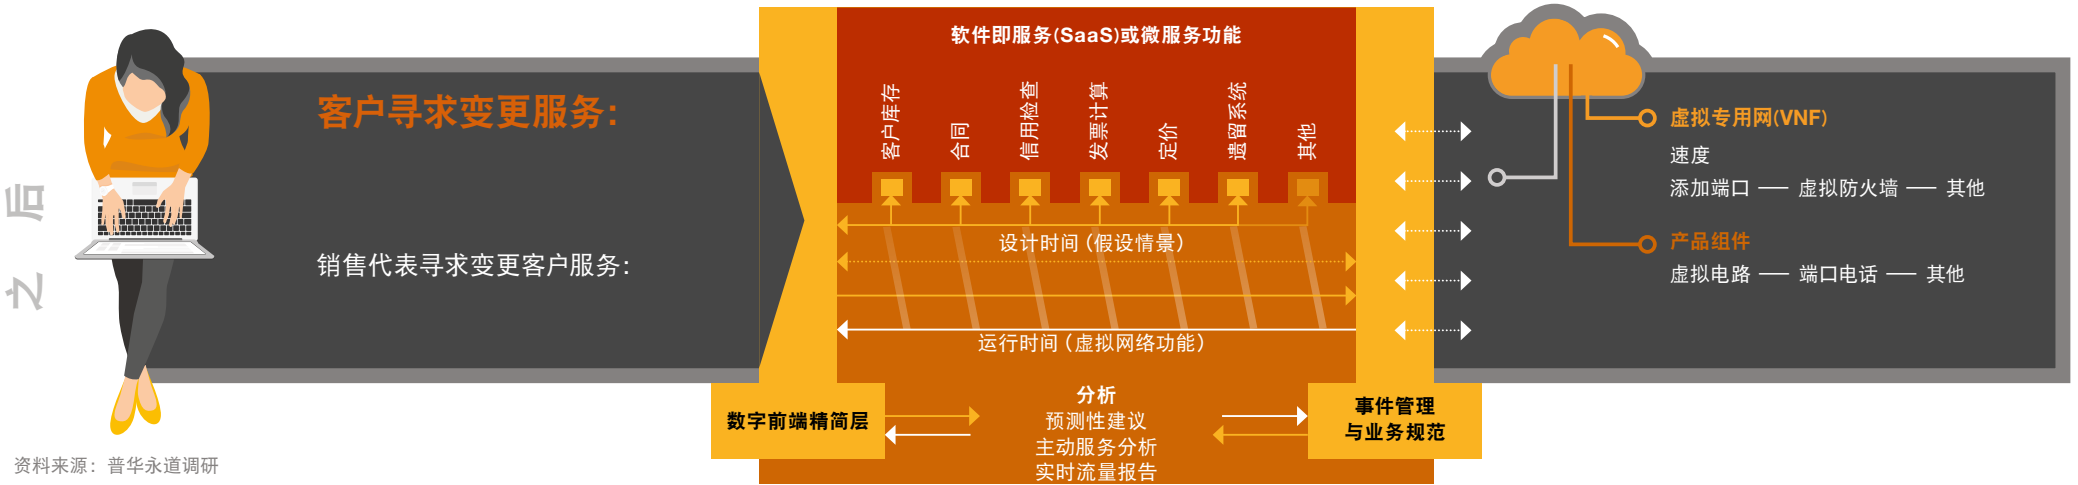 之后
客户寻求变更服务:
销售代表寻求变更客户服务:
软件即服务(SaaS)或微服务功能
客户库存
合同
信用检查
发票计算
定价
遗留系统
其他
设计时间（假设情景）
运行时间（虚拟网络功能）
数字前端精简层
分析
预测性建议
主动服务分析
实时流量报告
事件管理
与业务规范
虚拟专用网(VNF)
速度
添加端口 — 虚拟防火墙 — 其他
产品组件
虚拟电路 — 端口电话 — 其他
资料来源：普华永道调研